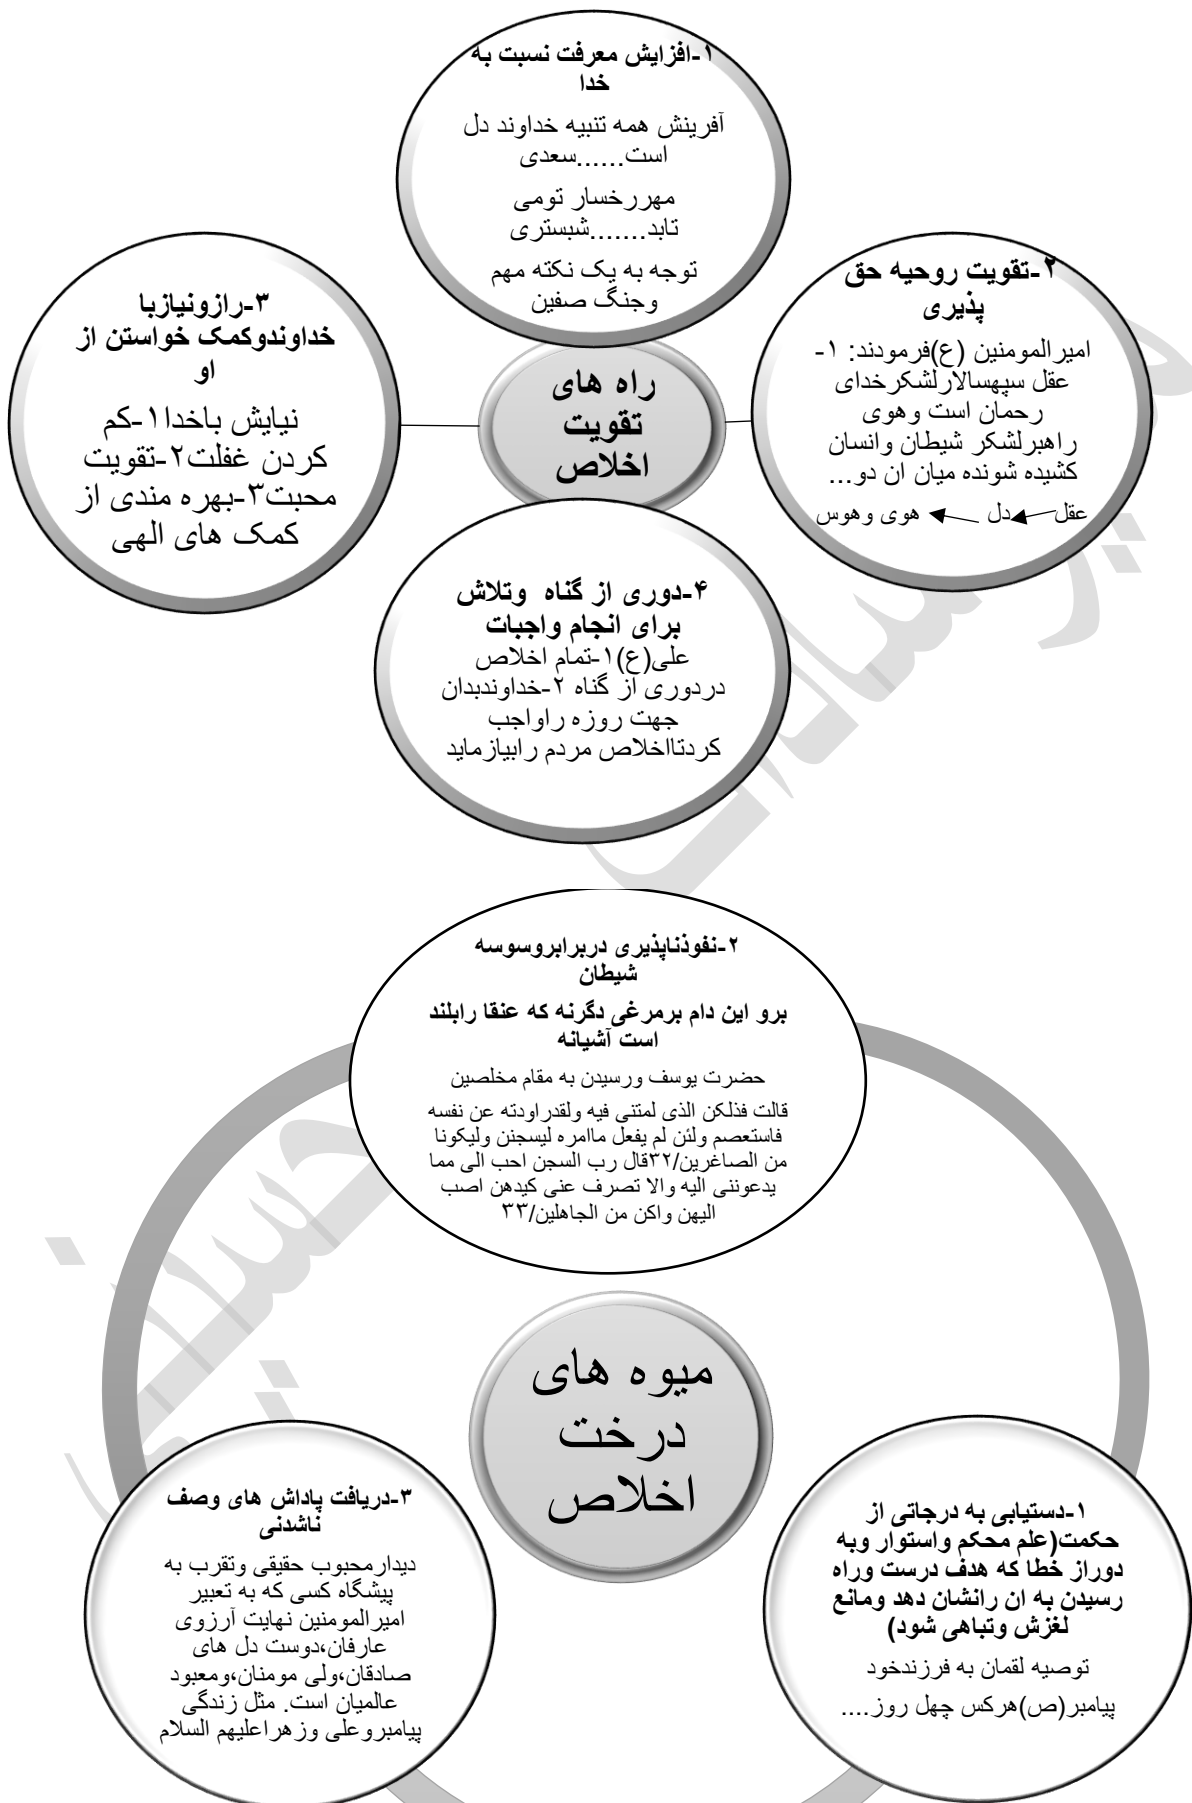 ۱-افزایش معرفت نسبت به
خدا
آفرینش همه تنبیه خداوند دل
است......سعدی
مهررخسار تومی
تابد.......شبستری
توجه به یک نکته مهم
وجنگ صفین
۲-تقویت روحیه حق
پذیری
امیرالمومنین (ع)فرمودند: ۱-
عقل سپهسالارلشکرخدای
رحمان است وهوی
راهبرلشکر شیطان وانسان
کشیده شونده میان ان دو...
عقل دل هوی وهوس
۳-رازونیازبا
خداوندوکمک خواستن از
او
نیایش باخدا۱-کم
کردن غفلت۲-تقویت
محبت۳-بهره مندی از
کمک های الهی
راه های
تقویت
اخلاص
۴-دوری از گناه وتلاش
برای انجام واجبات
علی(ع)۱-تمام اخلاص
دردوری از گناه ۲-خداوندبدان
جهت روزه راواجب
کردتااخلاص مردم رابیازماید
۲-نفوذناپذیری دربرابروسوسه
شیطان
برو این دام برمرغی دگرنه که عنقا رابلند
است آشیانه
حضرت یوسف ورسیدن به مقام مخلصین
قالت فذلکن الذی لمتنی فیه ولقدراودته عن نفسه
فاستعصم ولئن لم یفعل ماامره لیسجنن ولیکونا
من الصاغرین/۳۲قال رب السجن احب الی مما
یدعوننی الیه والا تصرف عنی کیدهن اصب
الیهن واکن من الجاهلین/۳۳
میوه های
درخت
اخلاص
۱-دستیابی به درجاتی از
حکمت(علم محکم واستوار وبه
دوراز خطا که هدف درست وراه
رسیدن به ان رانشان دهد ومانع
لغزش وتباهی شود)
توصیه لقمان به فرزندخود
پیامبر(ص)هرکس چهل روز....
۳-دریافت پاداش های وصف
ناشدنی
دیدارمحبوب حقیقی وتقرب به
پیشگاه کسی که به تعبیر
امیرالمومنین نهایت آرزوی
عارفان،دوست دل های
صادقان،ولی مومنان،ومعبود
عالمیان است. مثل زندگی
پیامبروعلی وزهراعلیهم السلام